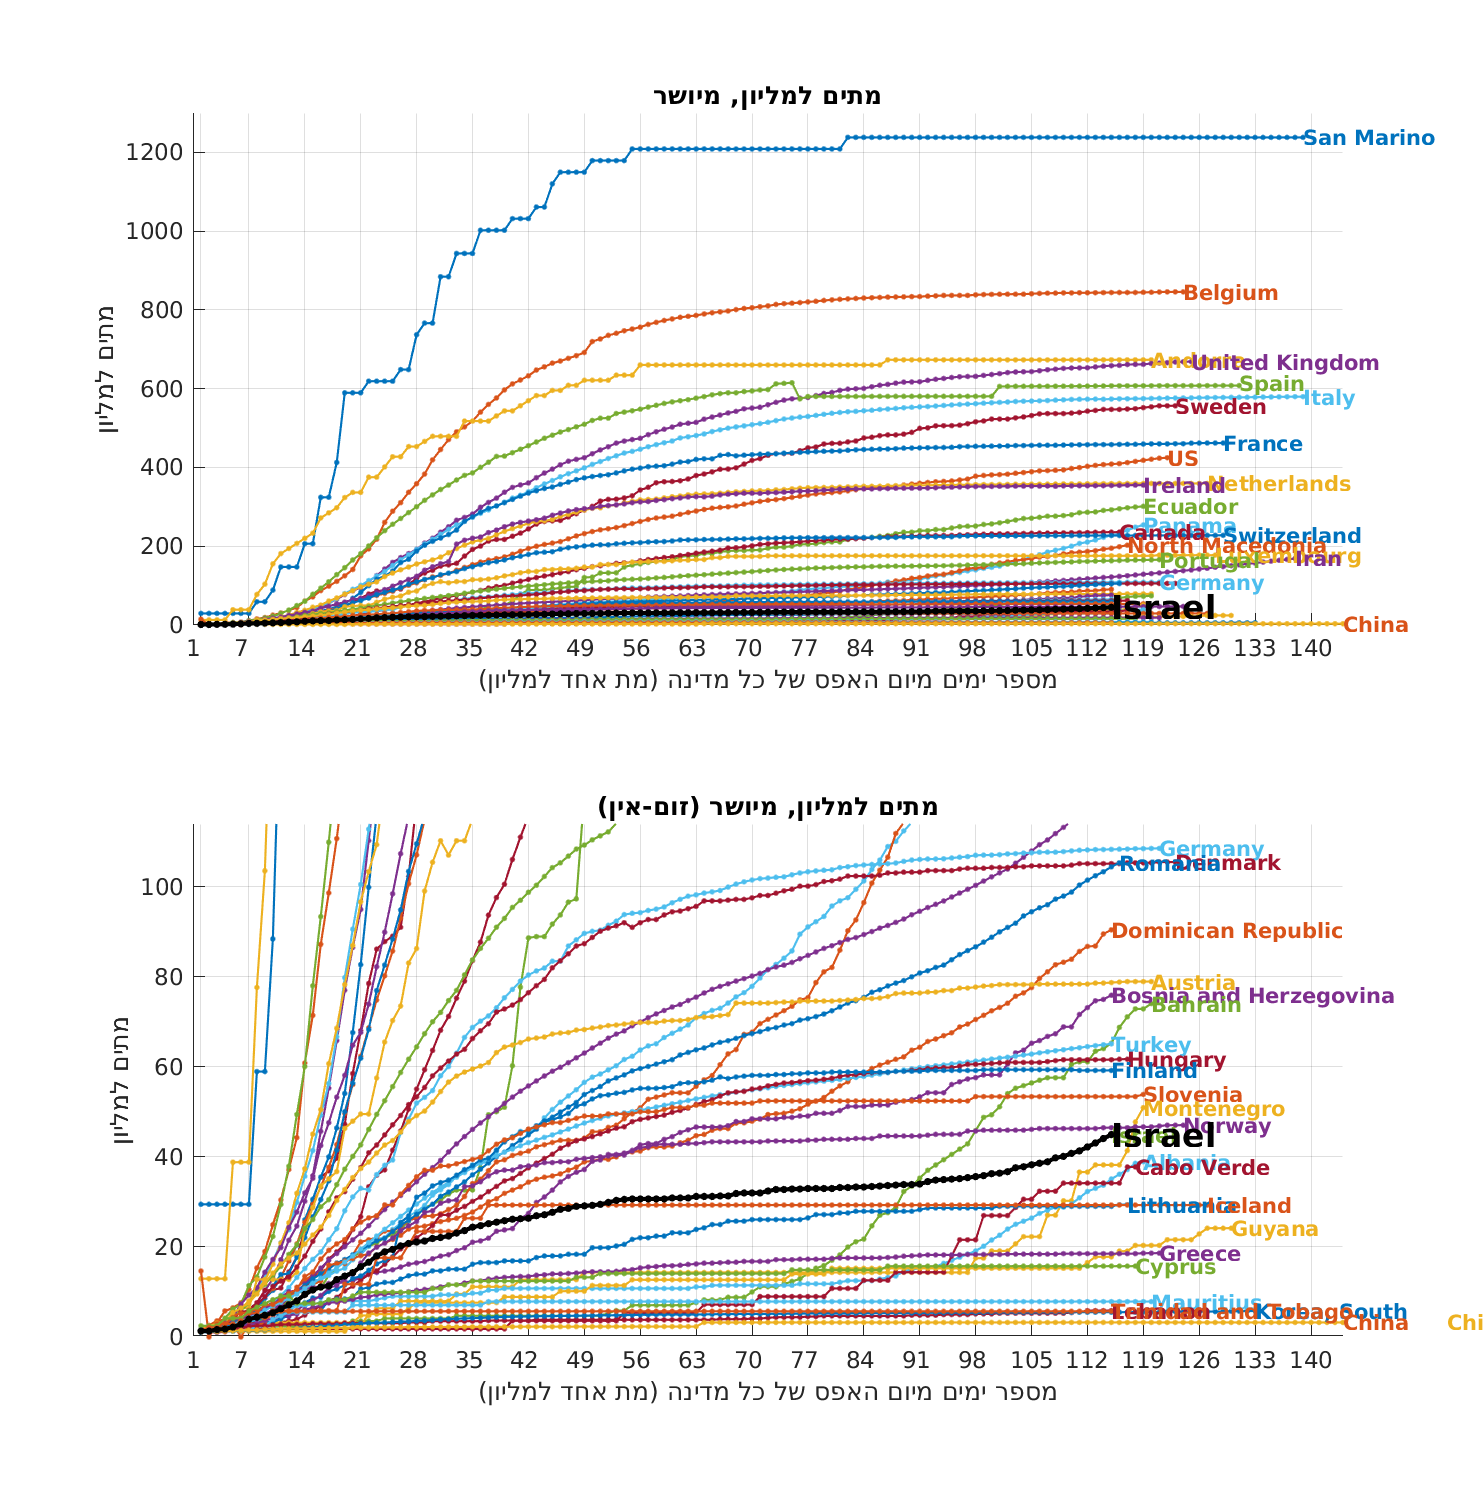 מתים למליון, מיושר
1200
1000
800
600
400
200
0
מתים למליון
San Marino
Belgium
Andorra
United Kingdom
Spain
Italy
Sweden
France
US
Netherlands
Ireland
Ecuador
Panama
Canada
Switzerland
North Macedonia
Iran
Portugal
Germany
Israel
China
1 7 14 21 28 35 42 49 56 63 70 77 84 91 98 105 112 119 126 133 140
מספר ימים מיום האפס של כל מדינה (מת אחד למליון)
מתים למליון, מיושר (זום-אין)
100
80
60
40
20
0
מתים למליון
Germany
Denmark
Romania
Dominican Republic
Austria
Bosnia and Herzegovina
Bahrain
Turkey
Hungary
Finland
Slovenia
Montenegro
Norway
Israel
Albania
Cabo Verde
Lithuania
Iceland
Guyana
Greece
Cyprus
Mauritius
Lebanon
South
China
1 7 14 21 28 35 42 49 56 63 70 77 84 91 98 105 112 119 126 133 140
מספר ימים מיום האפס של כל מדינה (מת אחד למליון)